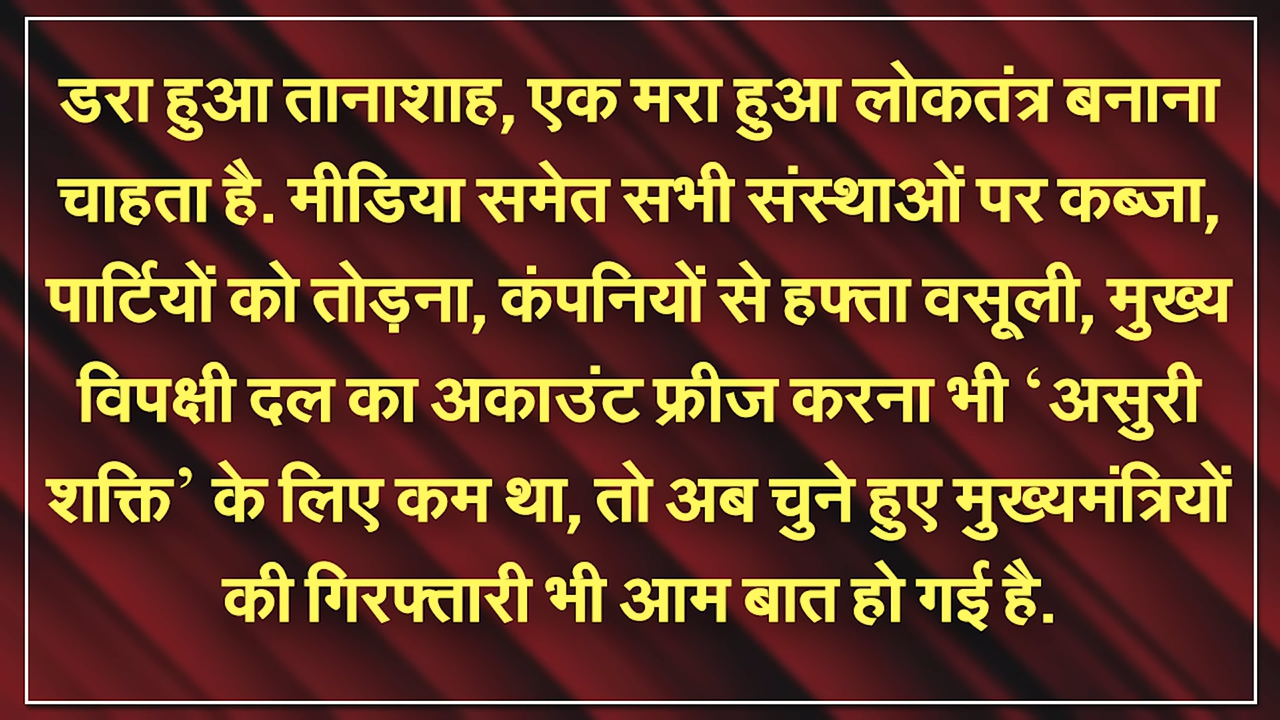 डरा हुआ तानाशाह, एक मरा हुआ लोकतंत्र बनाना
चाहता है. मीडिया समेत सभी संस्थाओं पर कब्जा,
पार्टियों को तोड़ना, कंपनियों से हफ्ता वसूली, मुख्य
विपक्षी दल का अकाउंट फ्रीज करना भी ‘असुरी
शक्ति’ के लिए कम था, तो अब चुने हुए मुख्यमंत्रियों
की गिरफ्तारी भी आम बात हो गई है.